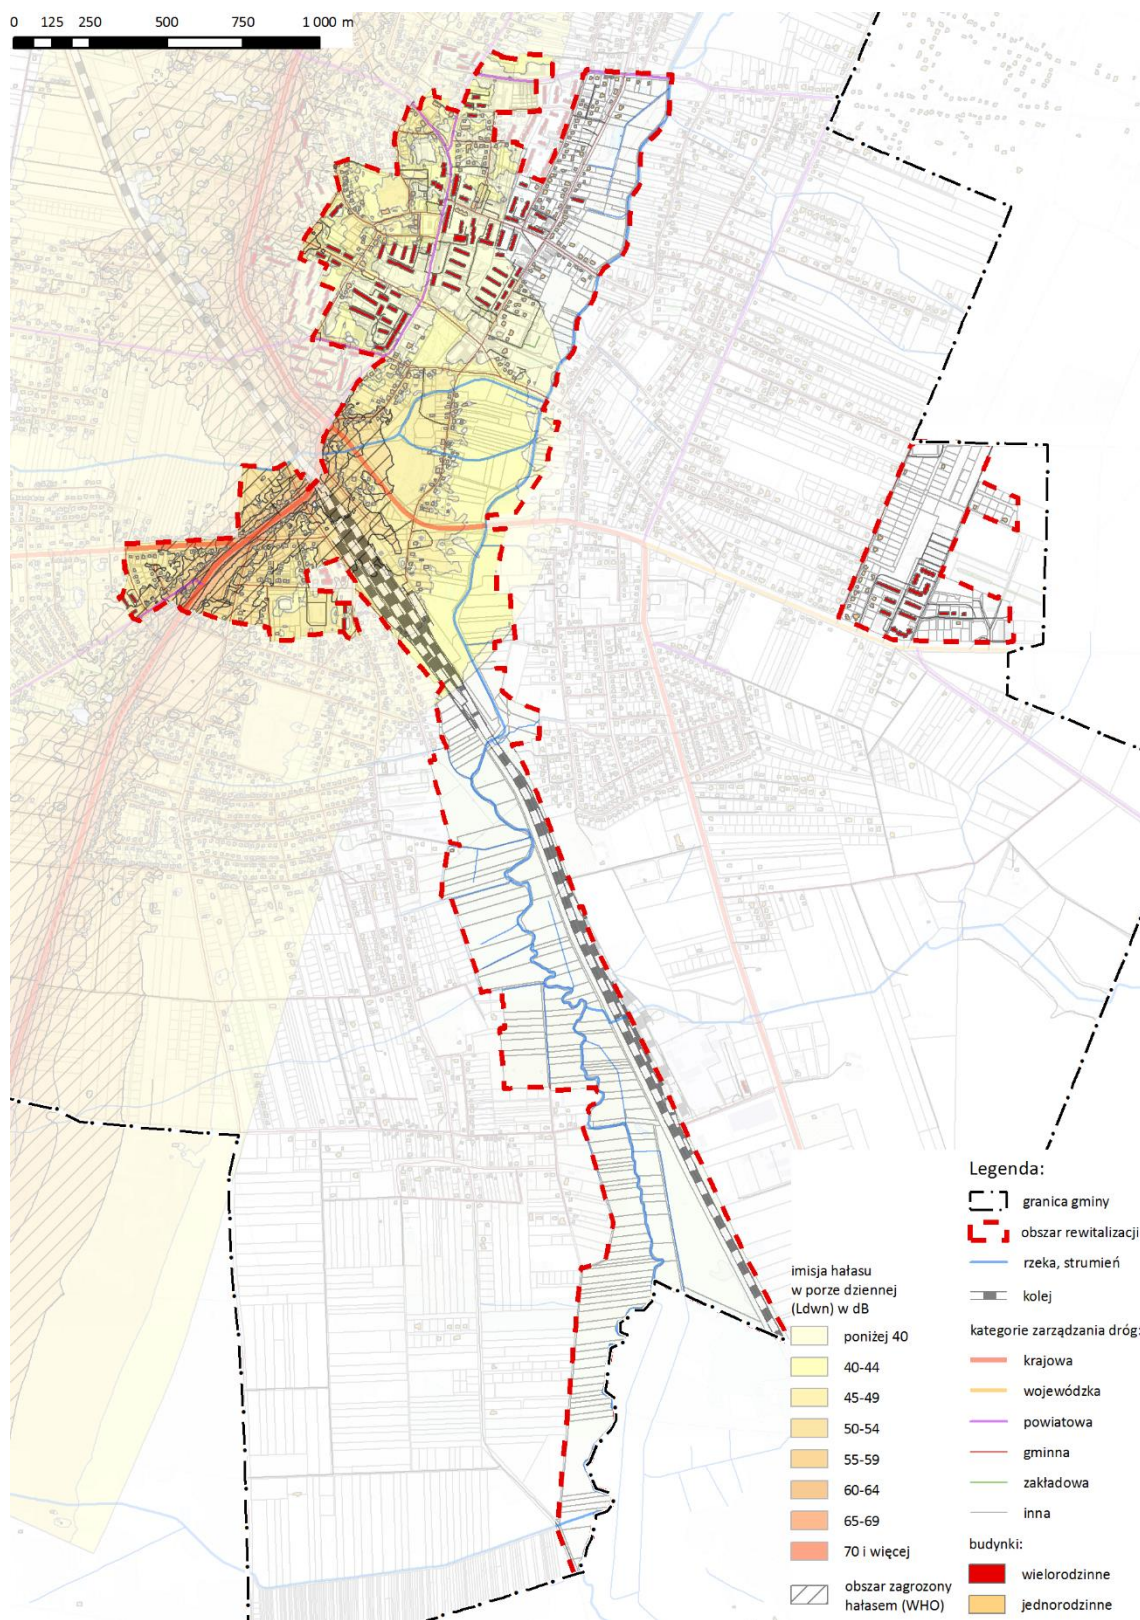 0 125 250 500 750 1 000 m
Legenda:
granica gminy
obszar rewitalizacji
rzeka, strumień
kolej
kategorie zarządzania dróg:
krajowa
wojewódzka
powiatowa
gminna
zakładowa
inna
budynki:
wielorodzinne
jednorodzinne
imisja hałasu
w porze dziennej
(Ldwn) w dB
poniżej 40
40-44
45-49
50-54
55-59
60-64
65-69
70 i więcej
obszar zagrozony
hałasem (WHO)